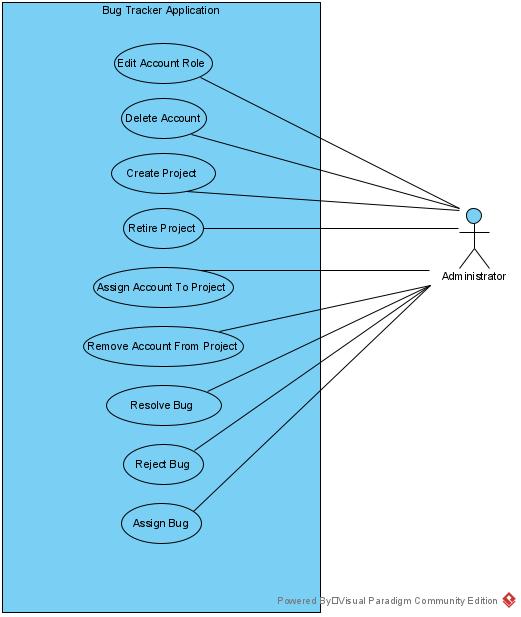 Bug Tracker Application
Edit Account Role
Delete Account
Create Project
Retire Project
Assign Account To Project
Administrator
Remove Account From Project
Resolve Bug
Reject Bug
Assign Bug
Powered By□Visual Paradigm Community Edition